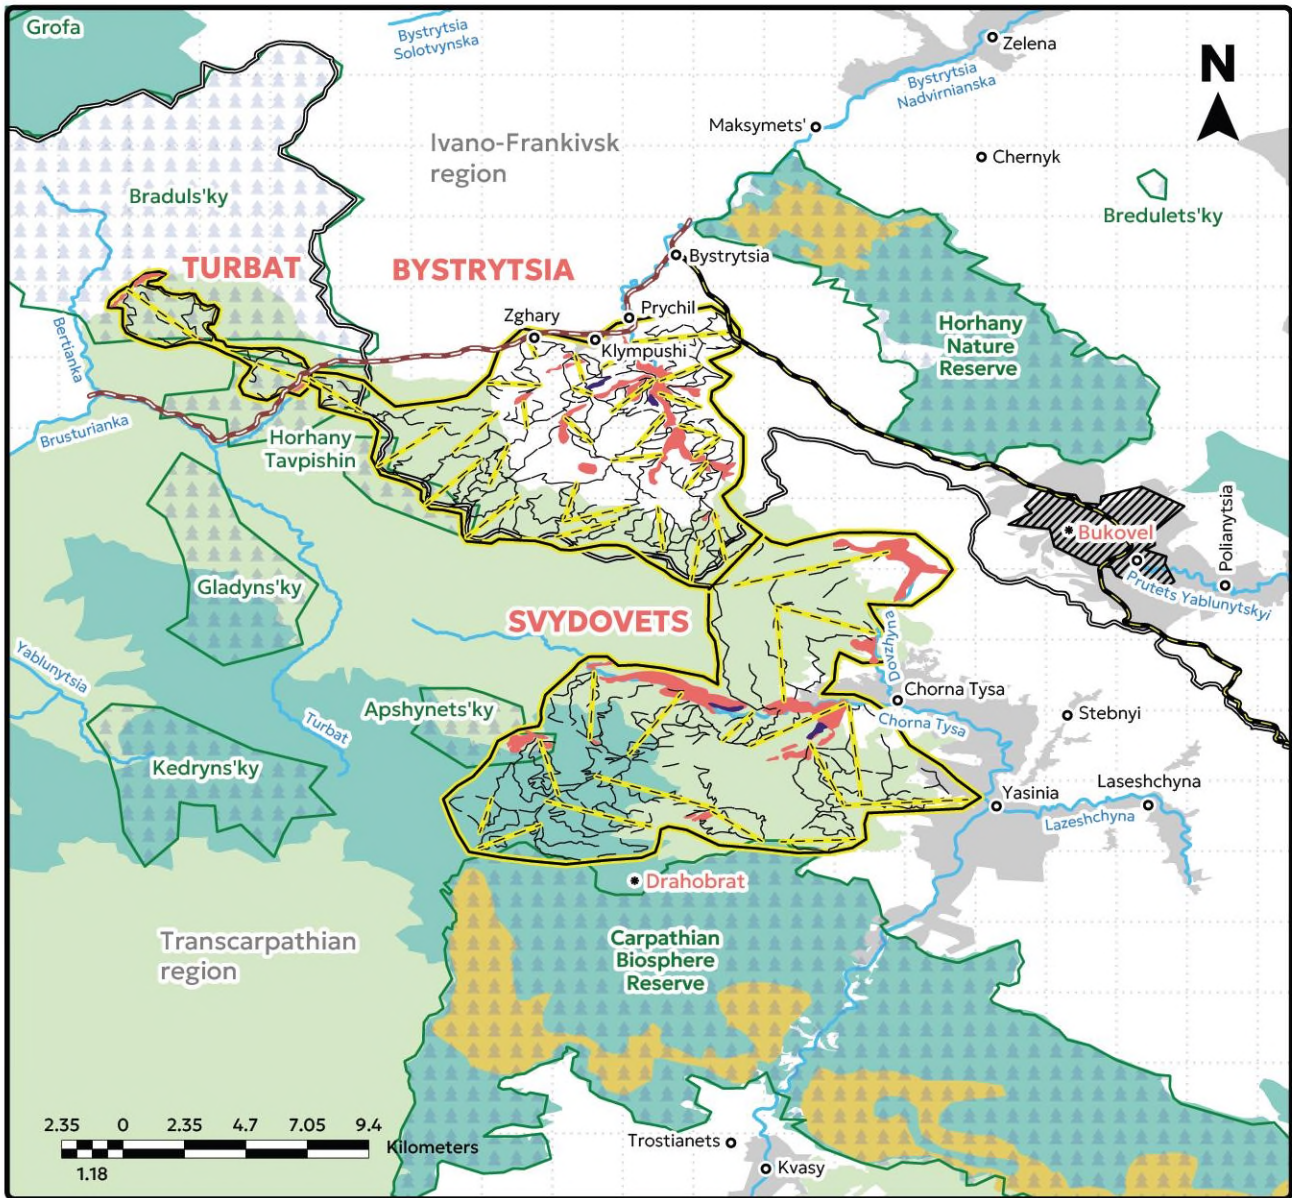 Grofa
Bystrytsia
Solotvynska
Zelena
N
Bystrytsia
Nadvirnianska
Maksymets'
Ivano-Frankivsk
region
Chernyk
Braduls'ky
Bredulets'ky
TURBAT
BYSTRYTSIA
Bystrytsia
Zghary
Prychil
Klympushi
Bertianka
Horhany
Nature
Reserve
Brusturianka
Horhany
Tavpishin
Bukovel
Polianytsia
Prutets Yablunytskyi
Gladyns'ky
SVYDOVETS
Dovzhyna
Yablunytsia
Apshynets'ky
Chorna Tysa
Stebnyi
Turbat
Chorna Tysa
Kedryns'ky
Yasinia
Laseshchyna
Lazeshchyna
Drahobrat
Transcarpathian
region
Carpathian
Biosphere
Reserve
2.35 0 2.35 4.7 7.05 9.4
Kilometers
1.18
Trostianets
Kvasy